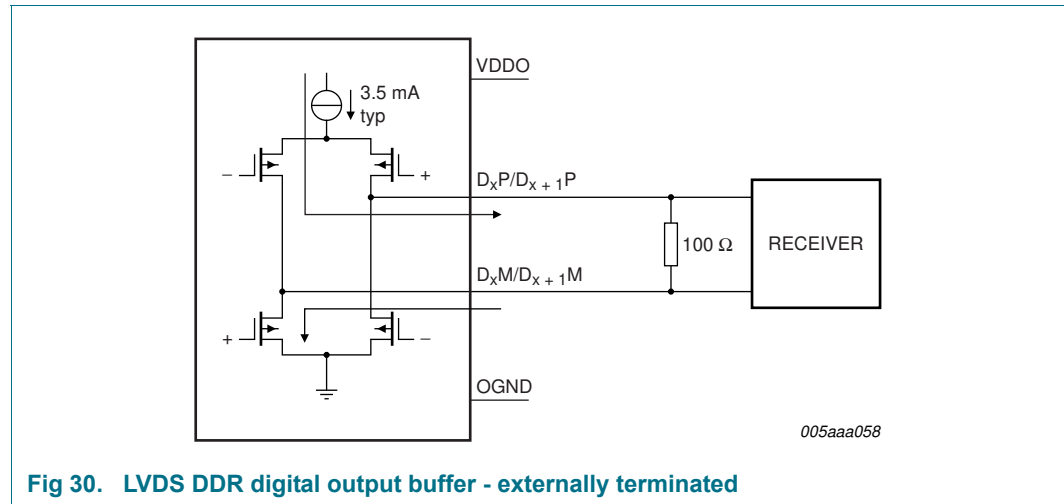 VDDO
3.5 mA
typ
– +
DxP/Dx + 1P
100 Ω
RECEIVER
DxM/Dx + 1M
+ –
OGND
005aaa058
Fig 30. LVDS DDR digital output buffer - externally terminated